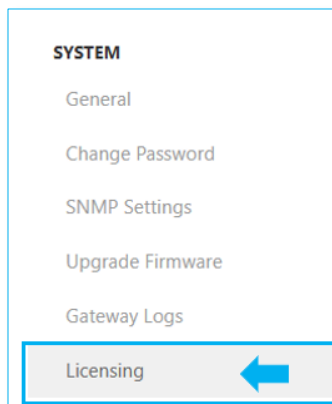 SYSTEM
General
Change Password
SNMP Settings
Upgrade Firmware
Gateway Logs
Licensing